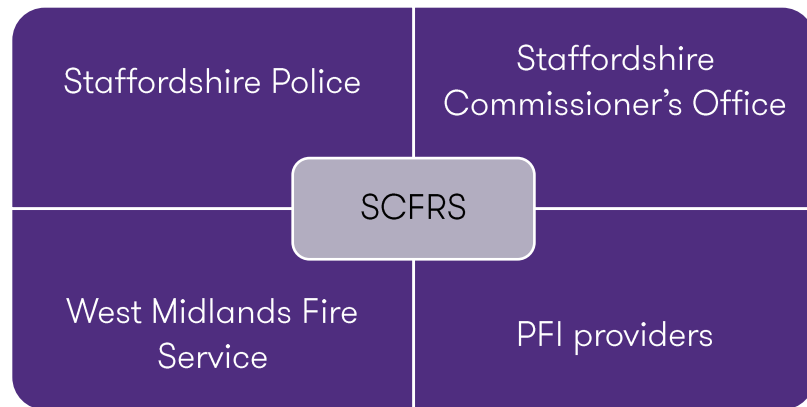 Staffordshire Police
Staffordshire
Commissioner’s Office
SCFRS
West Midlands Fire
Service
PFI providers